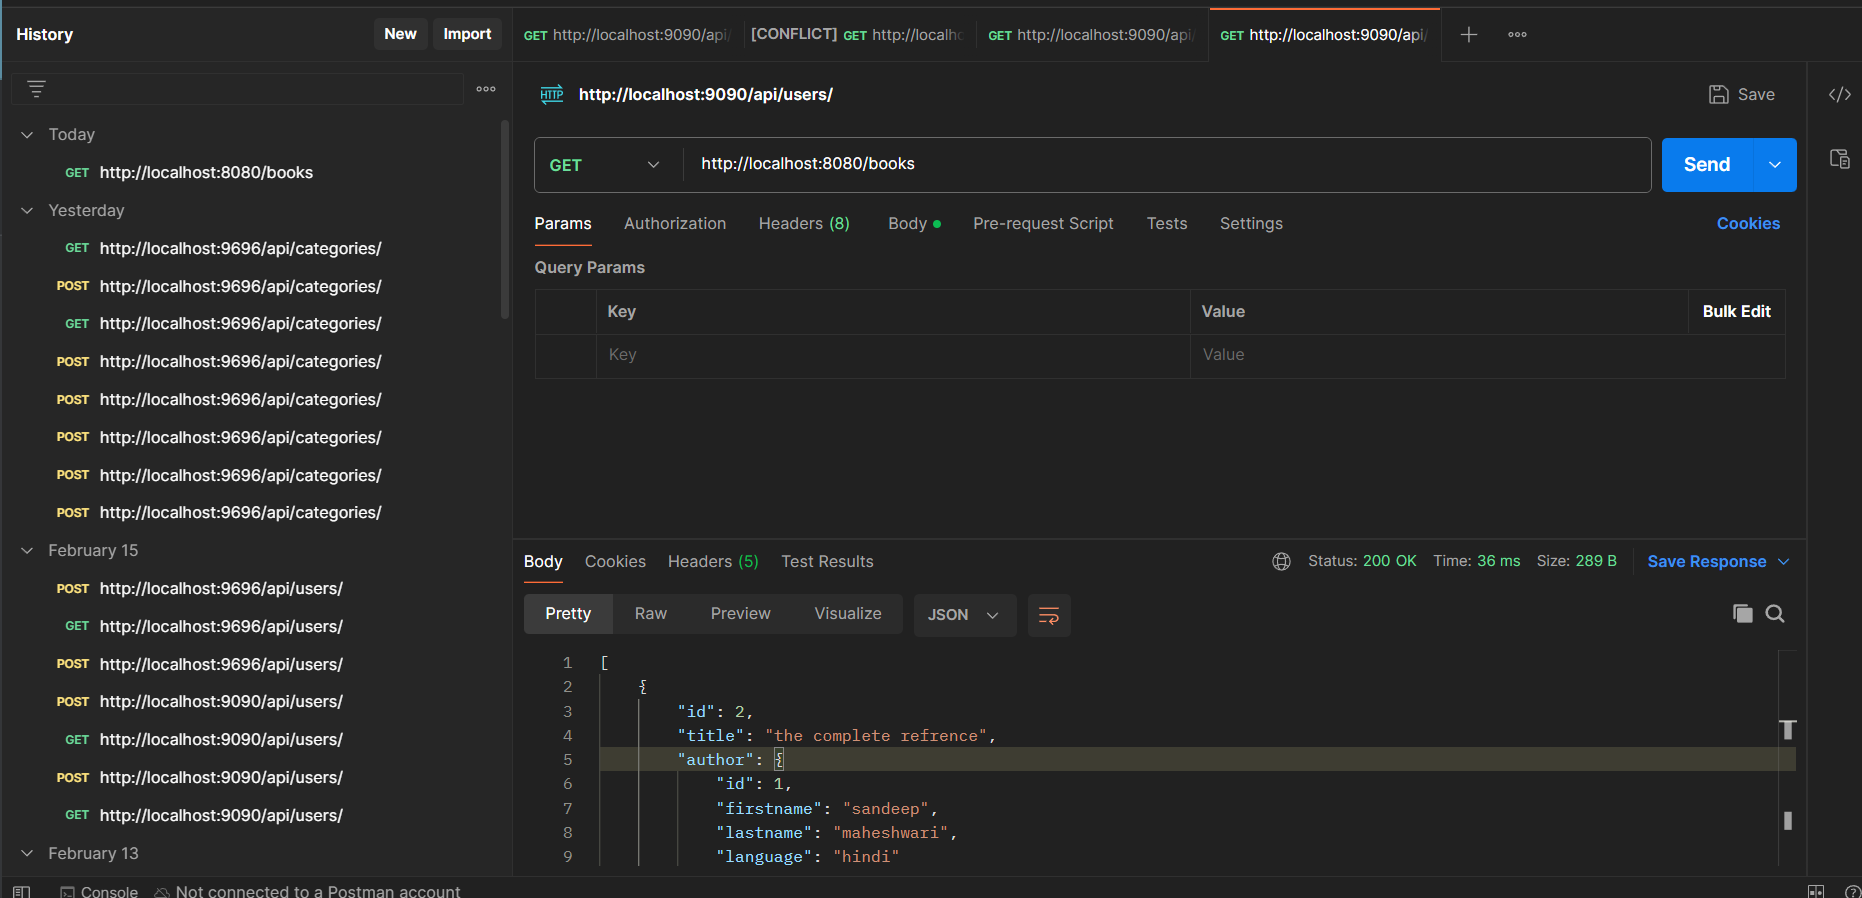 History
New
Import
GET http://localhost:9090/api/
[CONFLICT] GET http://localhc
GET http://localhost:9090/api/
GET http://localhost:9090/api/
Today
GET http://localhost:8080/books
Yesterday
GET http://localhost:9696/api/categories/
POST http://localhost:9696/api/categories/
GET http://localhost:9696/api/categories/
POST http://localhost:9696/api/categories/
POST http://localhost:9696/api/categories/
POST http://localhost:9696/api/categories/
POST http://localhost:9696/api/categories/
POST http://localhost:9696/api/categories/
February 15
POST http://localhost:9696/api/users/
GET http://localhost:9696/api/users/
POST http://localhost:9696/api/users/
POST http://localhost:9090/api/users/
GET http://localhost:9090/api/users/
POST http://localhost:9090/api/users/
GET http://localhost:9090/api/users/
February 13
HTTP http://localhost:9090/api/users/
Save
GET http://localhost:8080/books
Send
Params Authorization Headers (8) Body Pre-request Script Tests Settings Cookies
Query Params
Key Value Bulk Edit
Key Value
Body Cookies Headers (5) Test Results Status: 200 OK Time: 36 ms Size: 289 B Save Response
Pretty Raw Preview Visualize JSON
1 [
2 {
3 "id": 2,
4 "title": "the complete refrence",
5 "author": {
6 "id": 1,
7 "firstname": "sandeep",
8 "lastname": "maheshwari",
9 "language": "hindi"
Console Not connected to a Postman account